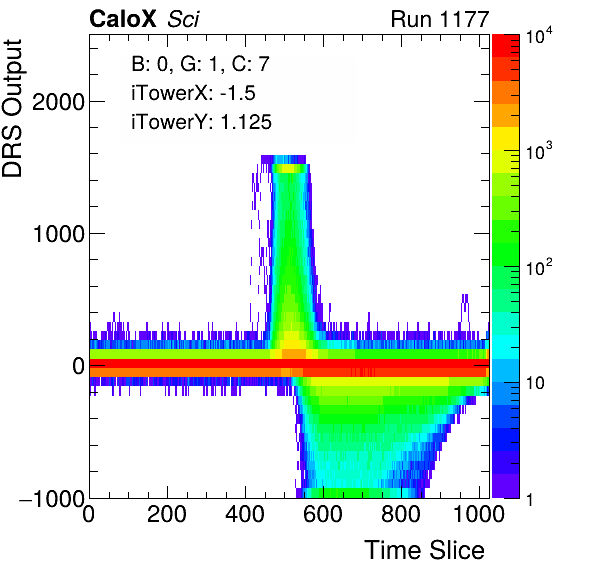 CaloX Sci Run 1177
B: 0, G: 1, C: 7
iTowerX: -1.5
iTowerY: 1.125
DRS Output
2000
1000
0
−1000
0 200 400 600 800 1000
Time Slice
10^4
10^3
10^2
10
1